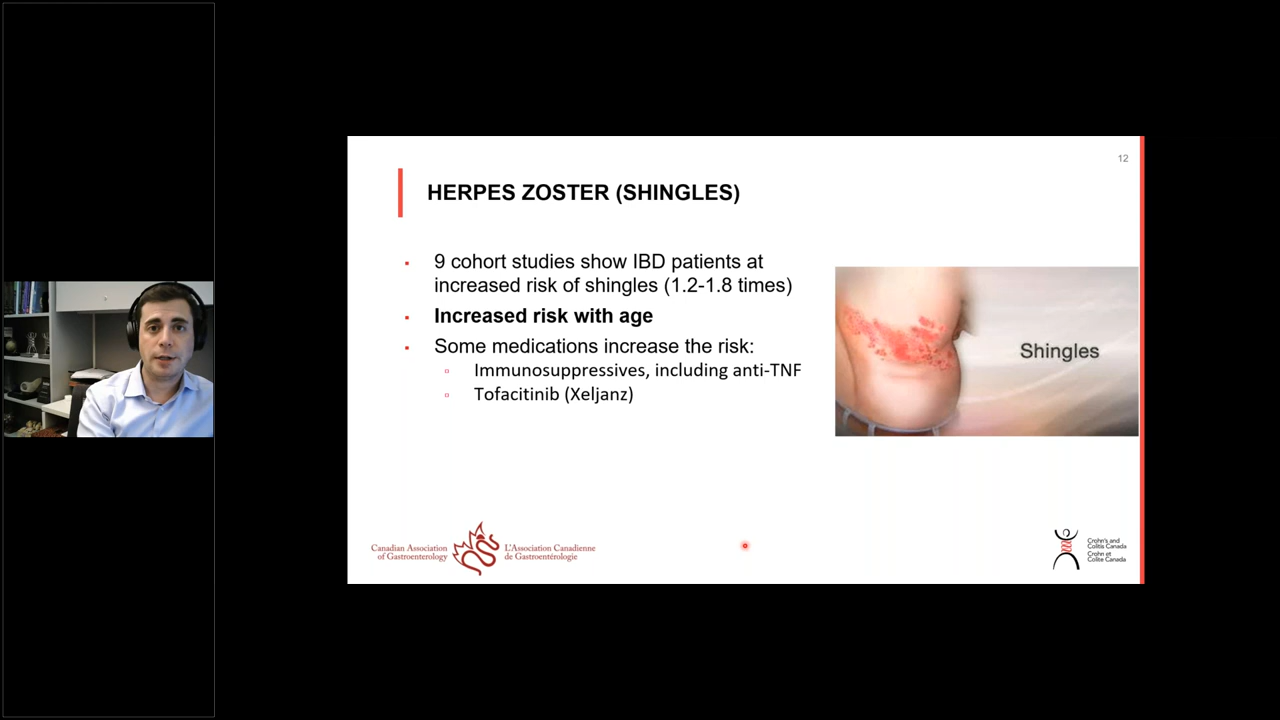 12
HERPES ZOSTER (SHINGLES)
9 cohort studies show IBD patients at
increased risk of shingles (1.2-1.8 times)
Increased risk with age
Some medications increase the risk:
Immunosuppressives, including anti-TNF
Tofacitinib (Xeljanz)
Shingles
Canadian Association
of Gastroenterology
L'Association Canadienne
de Gastroentérologie
Crohn's and
Colitis Canada
Crohn et
Colite Canada